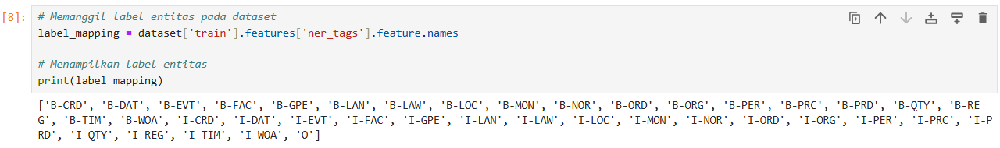 [8]:
# Memanggil label entitas pada dataset
label_mapping = dataset['train'].features['ner_tags'].feature.names
# Menampilkan label entitas
print(label_mapping)
['B-CRD', 'B-DAT', 'B-EVT', 'B-FAC', 'B-GPE', 'B-LAN', 'B-LAW', 'B-LOC', 'B-MON', 'B-NOR', 'B-ORD', 'B-ORG', 'B-PER', 'B-PRC', 'B-PRD', 'B-QTY', 'B-RE
G', 'B-TIM', 'B-WOA', 'I-CRD', 'I-DAT', 'I-EVT', 'I-FAC', 'I-GPE', 'I-LAN', 'I-LAW', 'I-LOC', 'I-MON', 'I-NOR', 'I-ORD', 'I-ORG', 'I-PER', 'I-PRC', 'I-P
RD', 'I-QTY', 'I-REG', 'I-TIM', 'I-WOA', 'O']